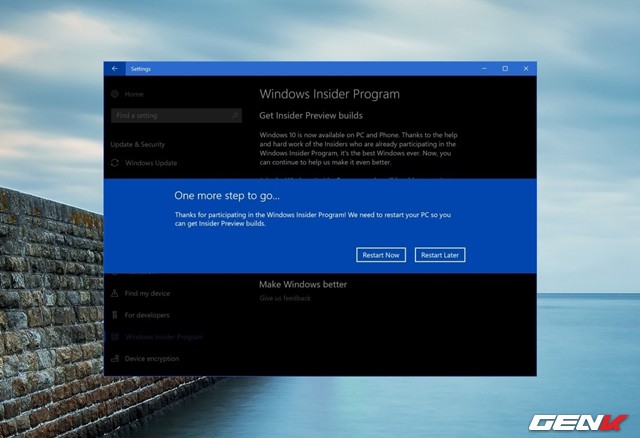 Settings
Home
Find a setting
Update & Security
Windows Update
Windows Insider Program
Get Insider Preview builds
Windows 10 is now available on PC and Phone. Thanks to the help
and hard work of the Insiders who are already participating in the
Windows Insider Program, it's the best Windows ever. Now, you
can continue to help us make it even better.
One more step to go...
Thanks for participating in the Windows Insider Program! We need to restart your PC so you
can get Insider Preview builds.
Restart Now
Restart Later
Find my device
For developers
Windows Insider Program
Device encryption
Make Windows better
Give us feedback
GENK